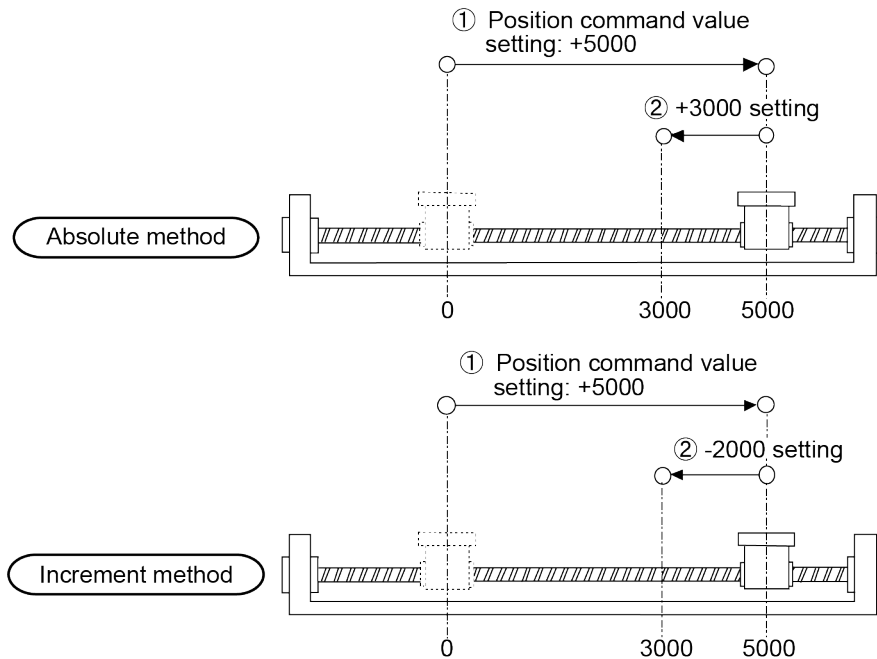 ① Position command value
setting: +5000
② +3000 setting
Absolute method
0 3000 5000
① Position command value
setting: +5000
② -2000 setting
Increment method
0 3000 5000